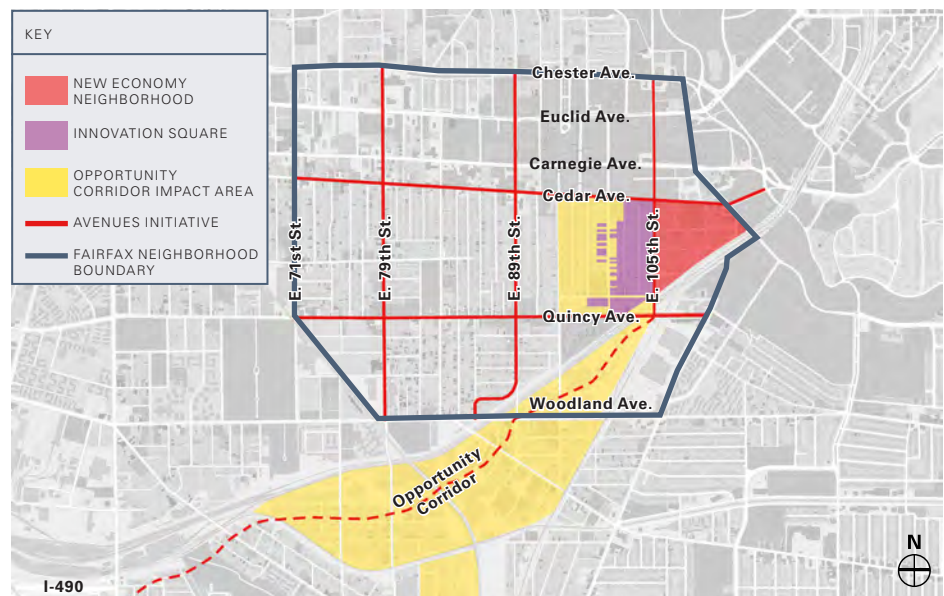 KEY
NEW ECONOMY
NEIGHBORHOOD
INNOVATION SQUARE
OPPORTUNITY
CORRIDOR IMPACT AREA
AVENUES INITIATIVE
FAIRFAX NEIGHBORHOOD
BOUNDARY
Chester Ave.
Euclid Ave.
Carnegie Ave.
Cedar Ave.
E. 71st St.
E. 79th St.
E. 89th St.
E. 105th St.
Quincy Ave.
Woodland Ave.
Opportunity
Corridor
I-490
N